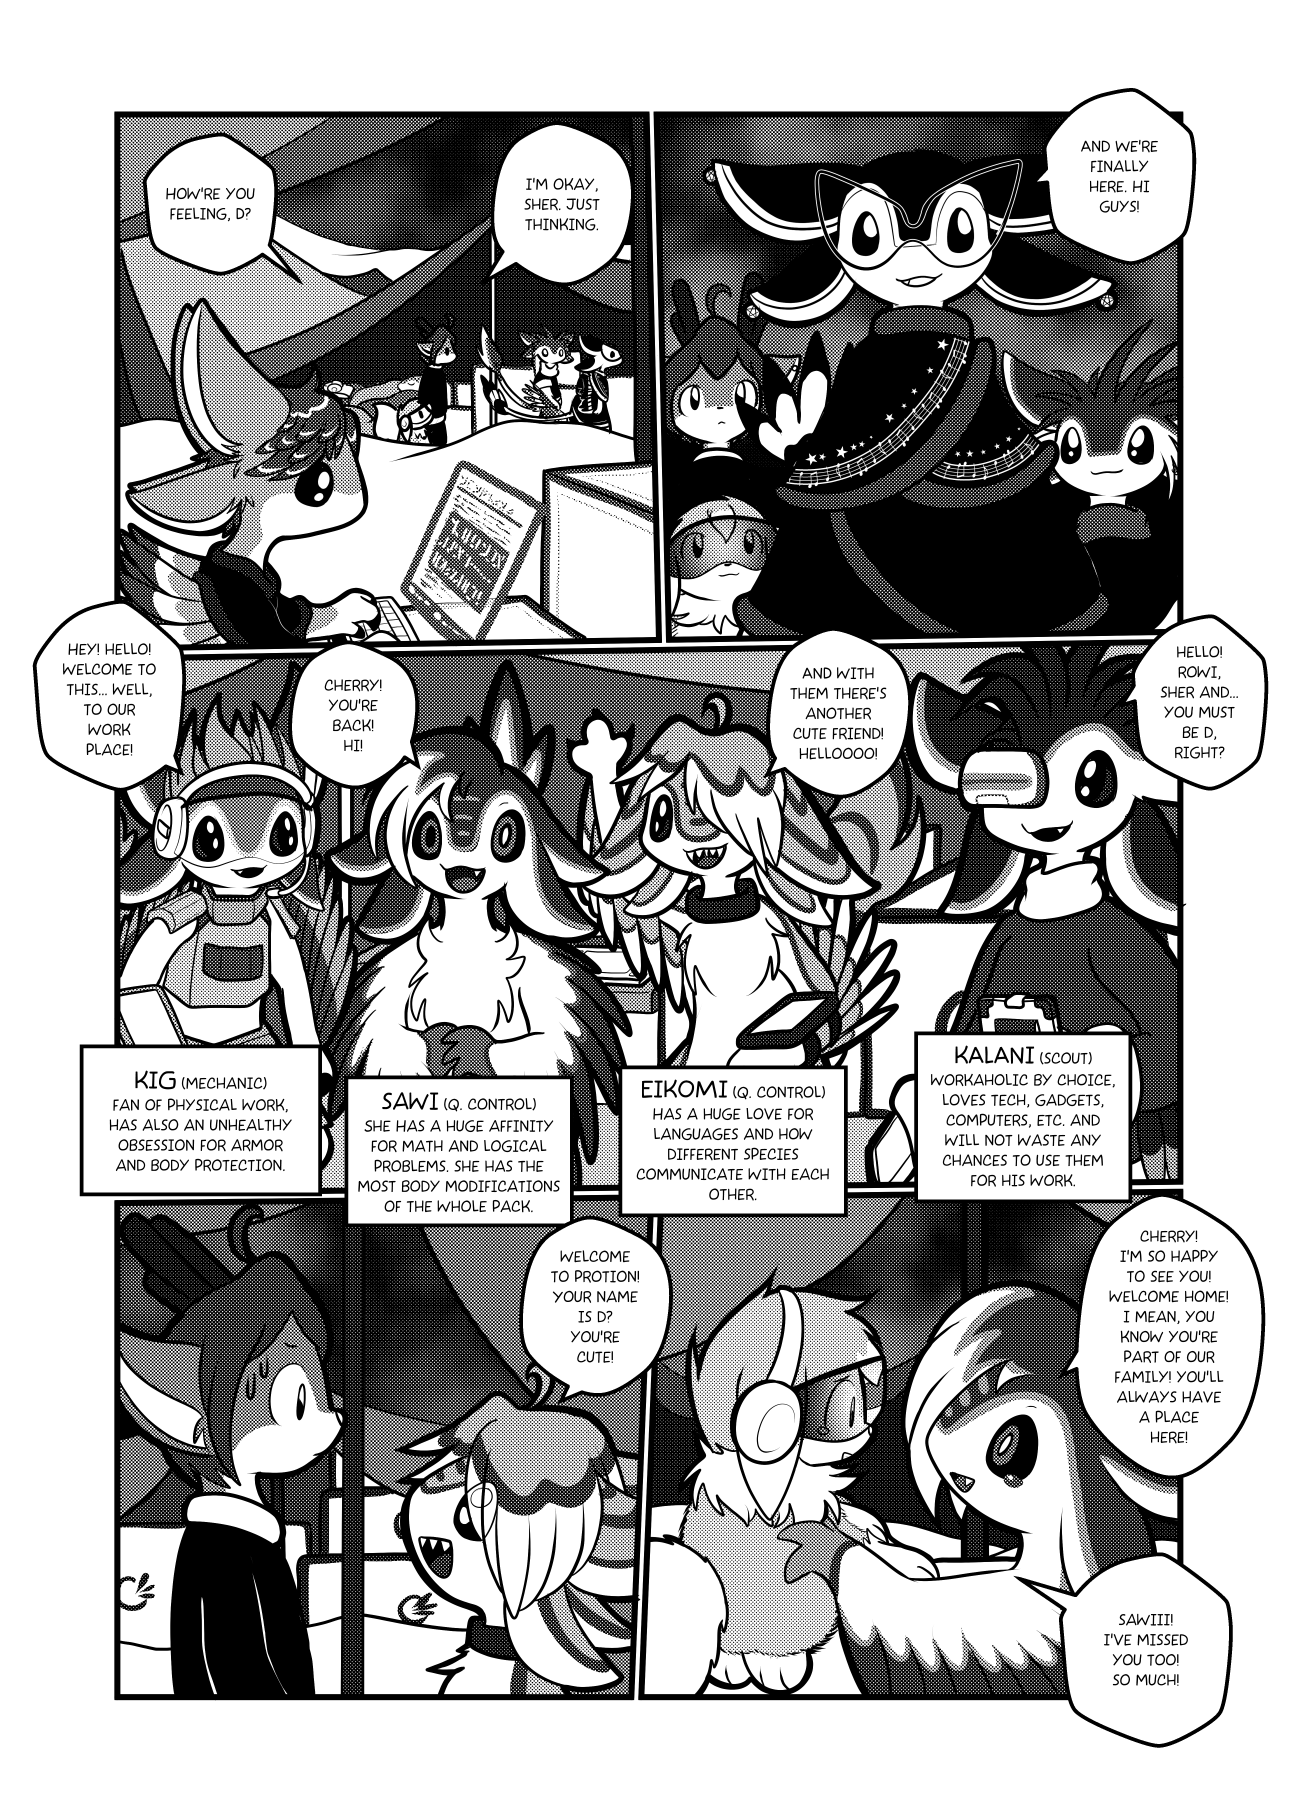 HOW'RE YOU
FEELING, D?
I'M OKAY,
SHER. JUST
THINKING.
AND WE'RE
FINALLY
HERE. HI
GUYS!
HEY! HELLO!
WELCOME TO
THIS... WELL,
TO OUR
WORK
PLACE!
CHERRY!
YOU'RE
BACK!
HI!
AND WITH
THEM THERE'S
ANOTHER
CUTE FRIEND!
HELLOOOO!
HELLO!
ROWI,
SHER AND...
YOU MUST
BE D,
RIGHT?
KIG (MECHANIC)
FAN OF PHYSICAL WORK,
HAS ALSO AN UNHEALTHY
OBSESSION FOR ARMOR
AND BODY PROTECTION.
SAWI (Q. CONTROL)
SHE HAS A HUGE AFFINITY
FOR MATH AND LOGICAL
PROBLEMS. SHE HAS THE
MOST BODY MODIFICATIONS
OF THE WHOLE PACK.
EIKOMI (Q. CONTROL)
HAS A HUGE LOVE FOR
LANGUAGES AND HOW
DIFFERENT SPECIES
COMMUNICATE WITH EACH
OTHER.
KALANI (SCOUT)
WORKAHOLIC BY CHOICE,
LOVES TECH, GADGETS,
COMPUTERS, ETC. AND
WILL NOT WASTE ANY
CHANCES TO USE THEM
FOR HIS WORK.
WELCOME
TO PROTION!
YOUR NAME
IS D?
YOU'RE
CUTE!
CHERRY!
I'M SO HAPPY
TO SEE YOU!
WELCOME HOME!
I MEAN, YOU
KNOW YOU'RE
PART OF OUR
FAMILY! YOU'LL
ALWAYS HAVE
A PLACE
HERE!
SAWIII!
I'VE MISSED
YOU TOO!
SO MUCH!